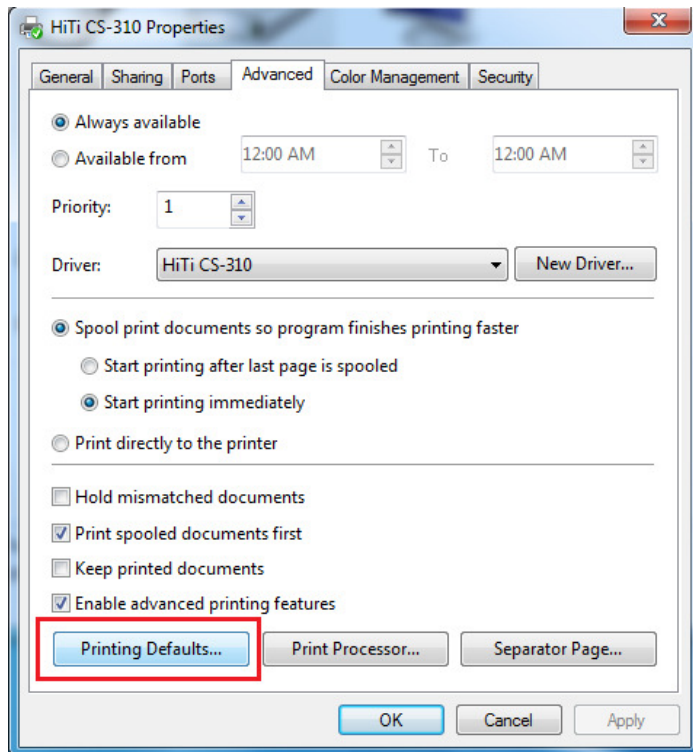 HiTi CS-310 Properties
General Sharing Ports Advanced Color Management Security
Always available
Available from 12:00 AM To 12:00 AM
Priority: 1
Driver: HiTi CS-310 New Driver...
Spool print documents so program finishes printing faster
Start printing after last page is spooled
Start printing immediately
Print directly to the printer
Hold mismatched documents
Print spooled documents first
Keep printed documents
Enable advanced printing features
Printing Defaults... Print Processor... Separator Page...
OK Cancel Apply